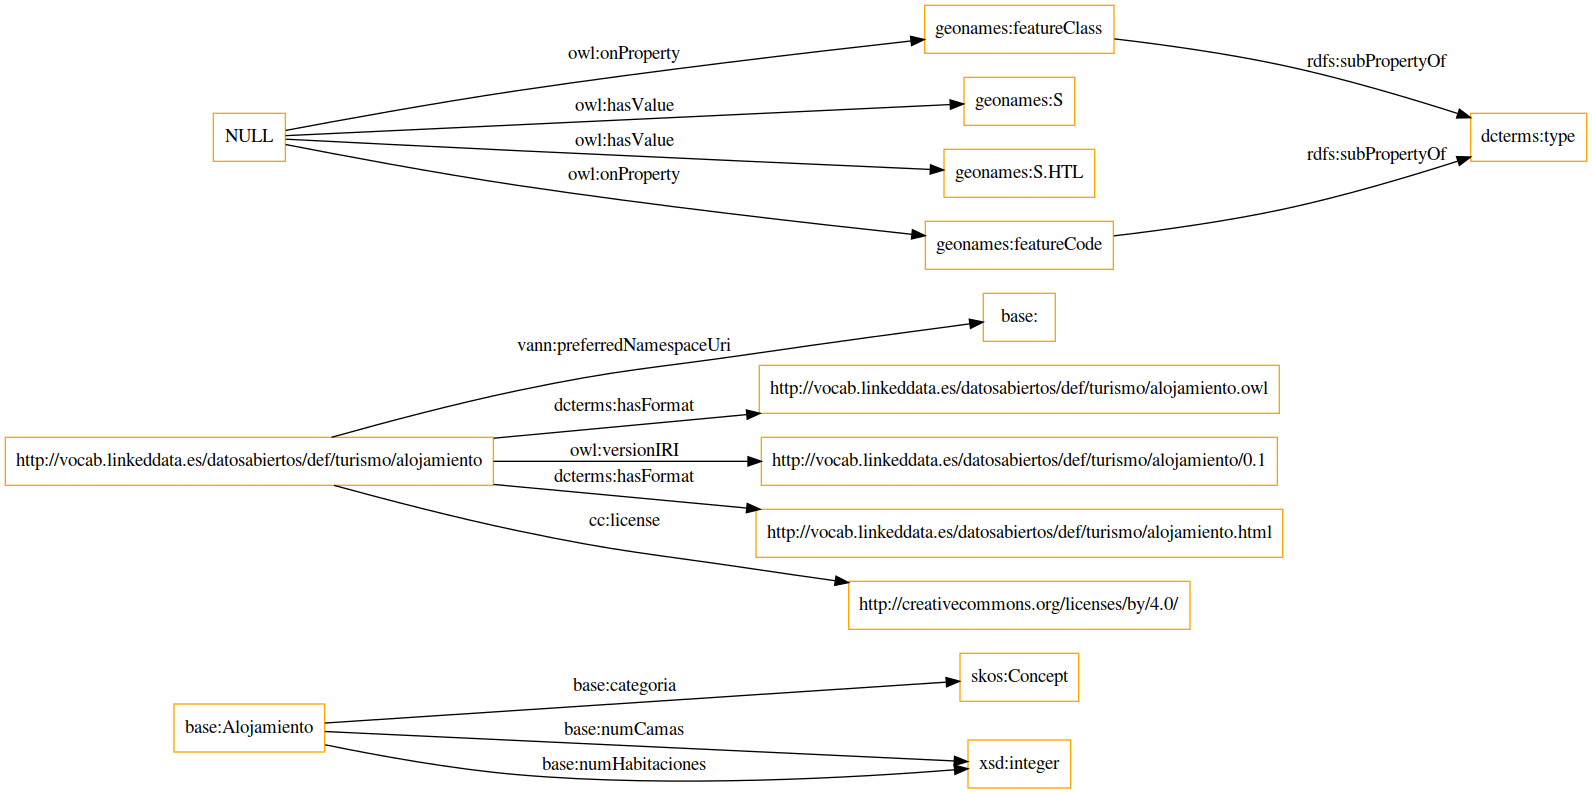 geonames:featureClass
owl:onProperty
rdfs:subPropertyOf
owl:hasValue
geonames:S
NULL
dcterms:type
owl:hasValue
rdfs:subPropertyOf
geonames:S.HTL
owl:onProperty
geonames:featureCode
base:
vann:preferredNamespaceUri
http://vocab.linkeddata.es/datosabiertos/def/turismo/alojamiento.owl
dcterms:hasFormat
owl:versionIRI
http://vocab.linkeddata.es/datosabiertos/def/turismo/alojamiento
http://vocab.linkeddata.es/datosabiertos/def/turismo/alojamiento/0.1
dcterms:hasFormat
cc:license
http://vocab.linkeddata.es/datosabiertos/def/turismo/alojamiento.html
http://creativecommons.org/licenses/by/4.0/
skos:Concept
base:categoria
base:Alojamiento
base:numCamas
base:numHabitaciones
xsd:integer